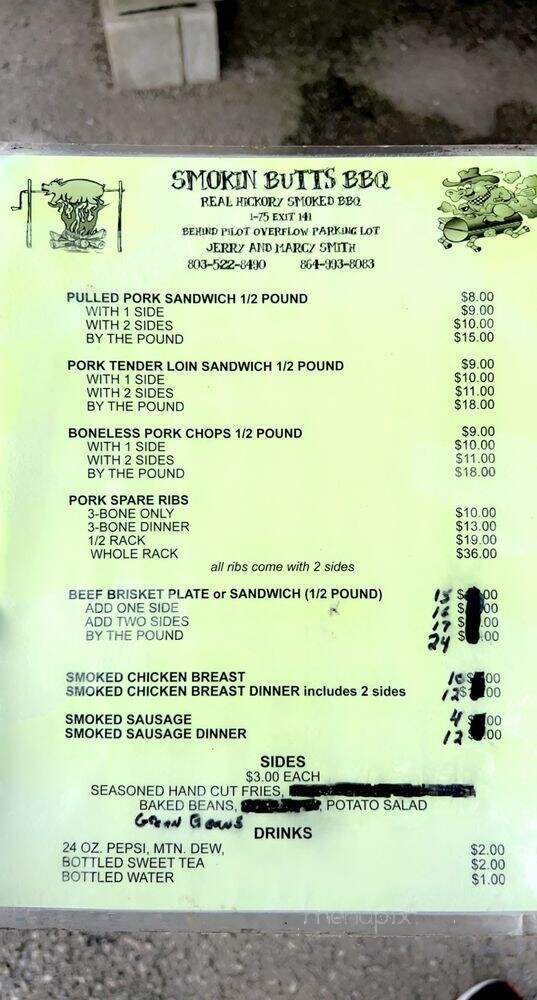 SMOKIN BUTTS BBQ
REAL HICKORY SMOKED BBQ
I-75 EXIT 141
BEHIND PILOT OVERFLOW PARKING LOT
JERRY AND MARCY SMITH
803-522-8490 864-993-8083
PULLED PORK SANDWICH 1/2 POUND $8.00
WITH 1 SIDE $9.00
WITH 2 SIDES $10.00
BY THE POUND $15.00
PORK TENDER LOIN SANDWICH 1/2 POUND $9.00
WITH 1 SIDE $10.00
WITH 2 SIDES $11.00
BY THE POUND $18.00
BONELESS PORK CHOPS 1/2 POUND $9.00
WITH 1 SIDE $10.00
WITH 2 SIDES $11.00
BY THE POUND $18.00
PORK SPARE RIBS
3-BONE ONLY $10.00
3-BONE DINNER $13.00
1/2 RACK $19.00
WHOLE RACK $36.00
all ribs come with 2 sides
BEEF BRISKET PLATE or SANDWICH (1/2 POUND) 15 $ 00
ADD ONE SIDE 16 $ 00
ADD TWO SIDES 17 $ .00
BY THE POUND 24 $ .00
SMOKED CHICKEN BREAST 10 $ 00
SMOKED CHICKEN BREAST DINNER includes 2 sides 12 $ 00
SMOKED SAUSAGE 4 $ 00
SMOKED SAUSAGE DINNER 12 $ 00
SIDES
$3.00 EACH
SEASONED HAND CUT FRIES,
BAKED BEANS, , POTATO SALAD
Green Beans
DRINKS
24 OZ. PEPSI, MTN. DEW, $2.00
BOTTLED SWEET TEA $2.00
BOTTLED WATER $1.00
menupix